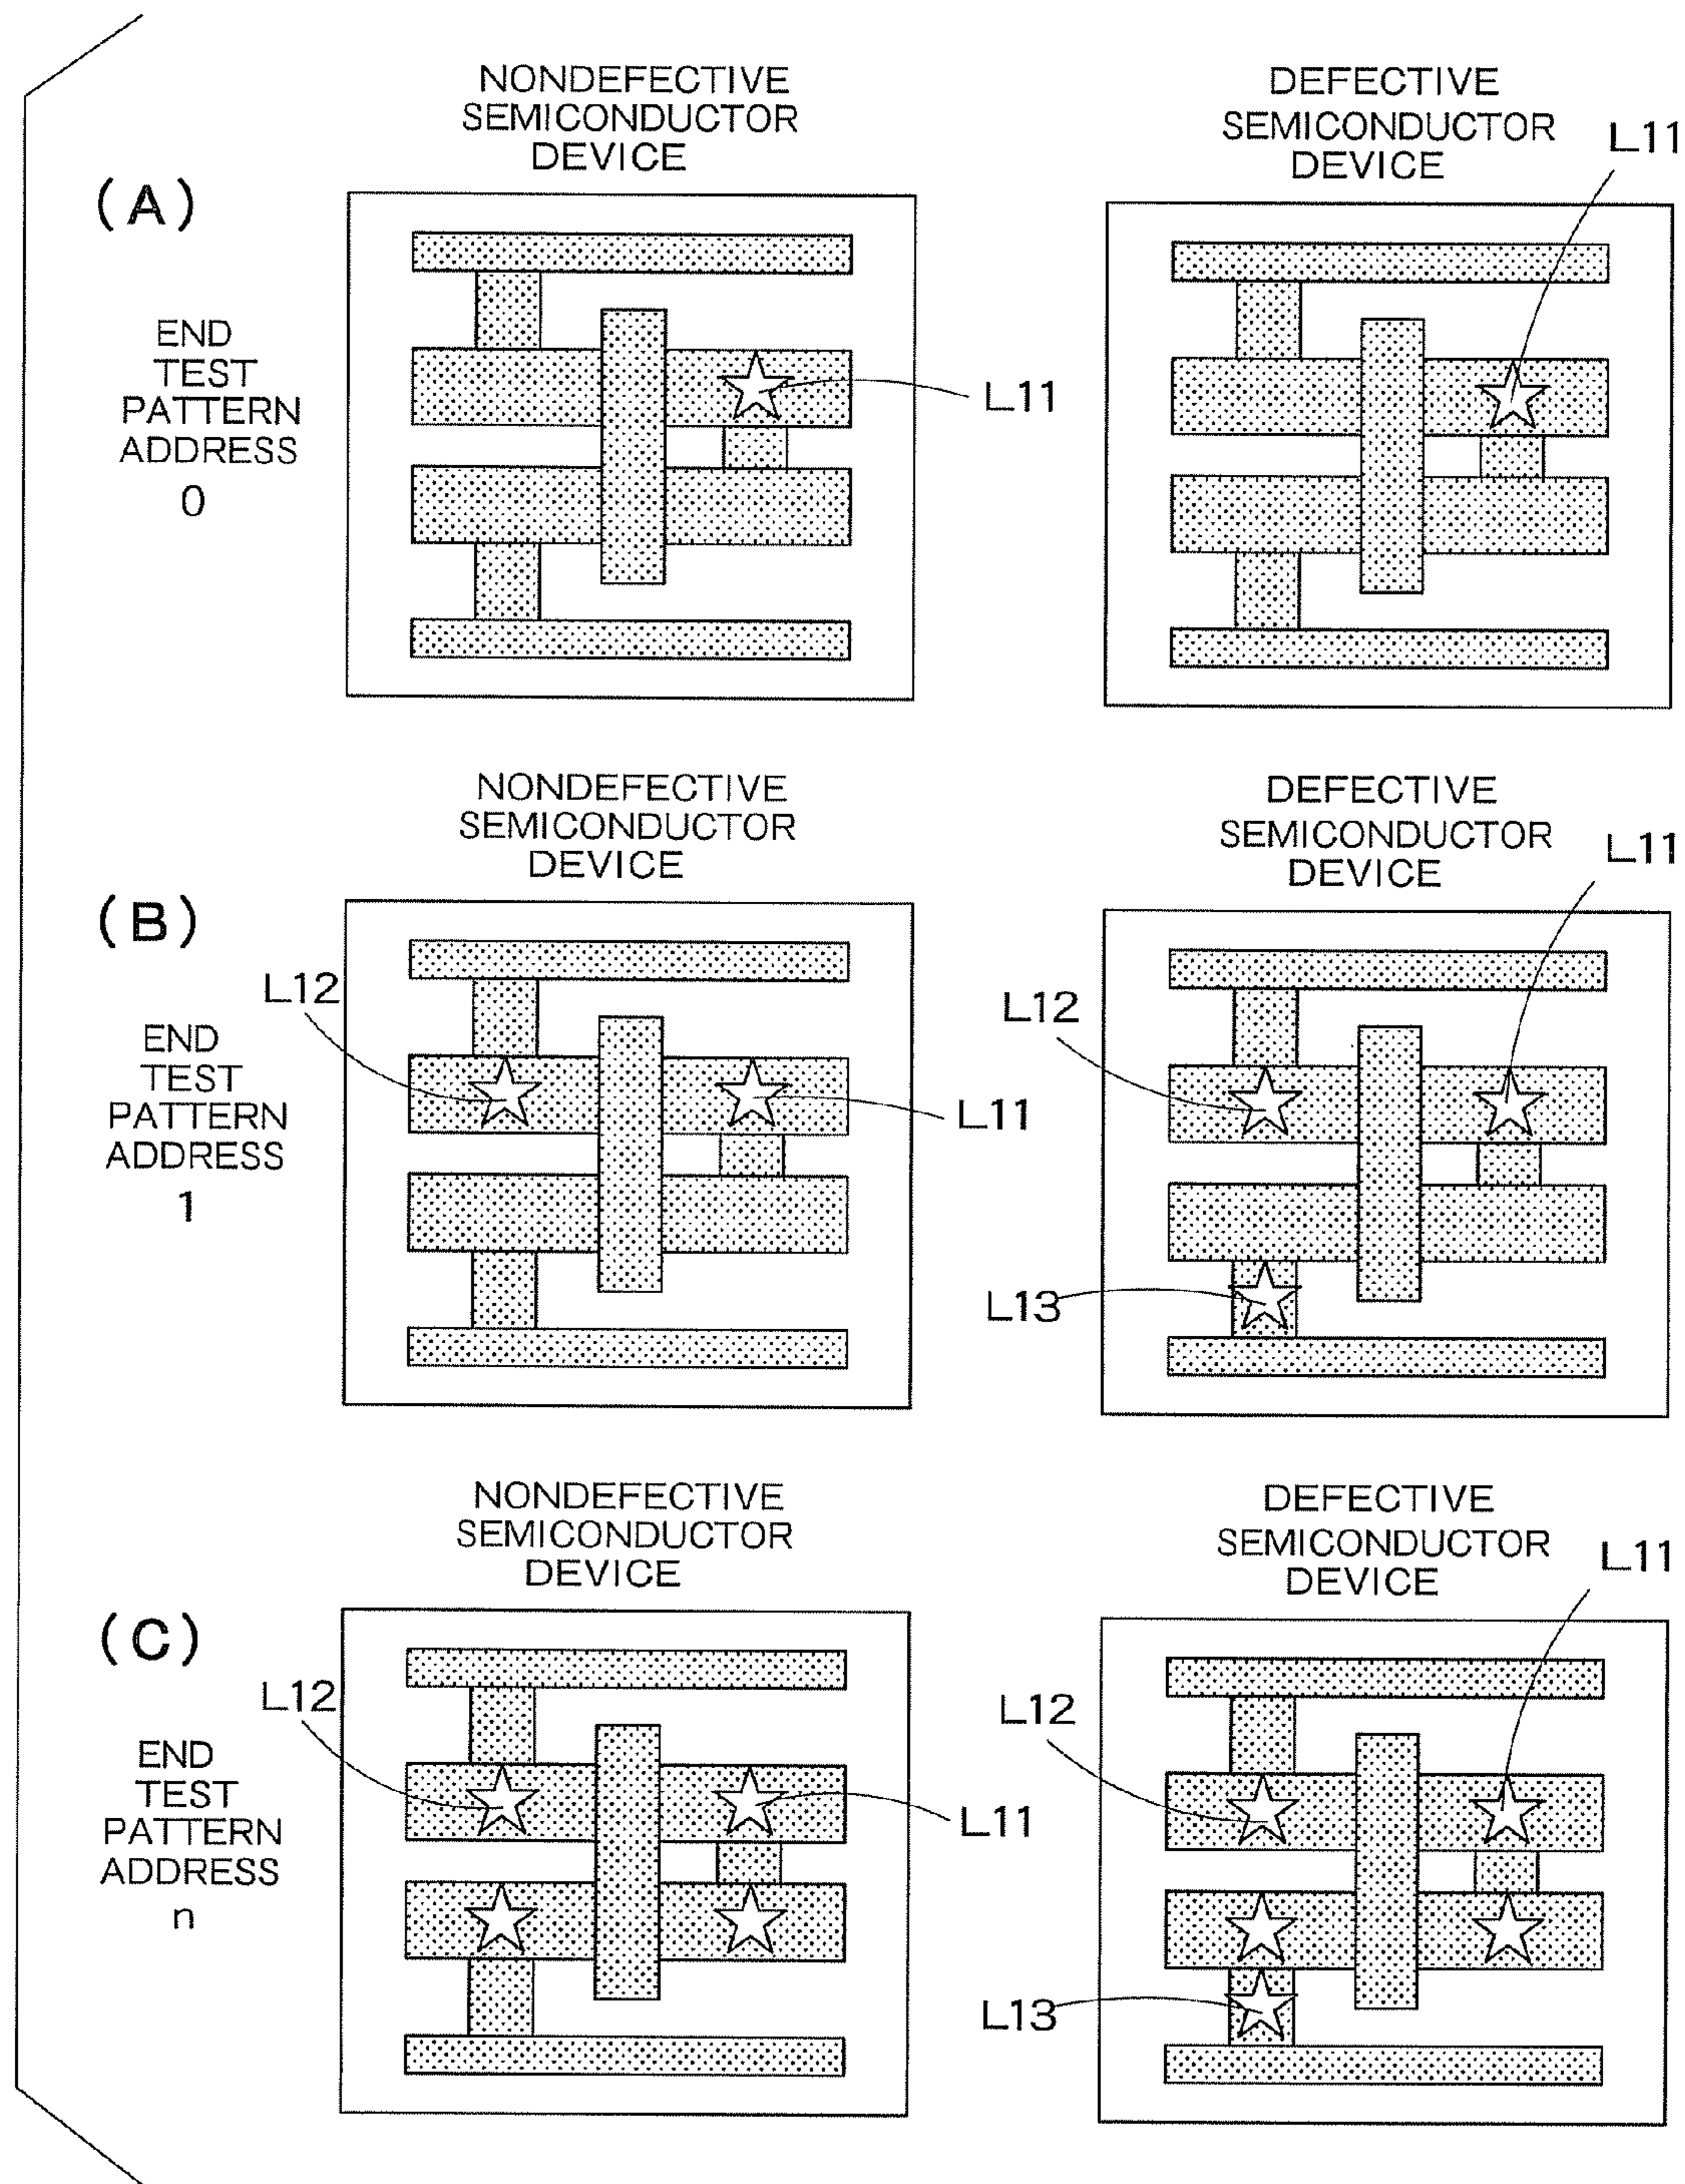 NONDEFECTIVE
SEMICONDUCTOR
DEVICE
DEFECTIVE
SEMICONDUCTOR
DEVICE
L11
(A)
END
TEST
PATTERN
ADDRESS
0
L11
NONDEFECTIVE
SEMICONDUCTOR
DEVICE
DEFECTIVE
SEMICONDUCTOR
DEVICE
L11
(B)
L12
END
TEST
PATTERN
ADDRESS
1
L11
L12
L13
NONDEFECTIVE
SEMICONDUCTOR
DEVICE
DEFECTIVE
SEMICONDUCTOR
DEVICE
L11
(C)
L12
END
TEST
PATTERN
ADDRESS
n
L11
L12
L13